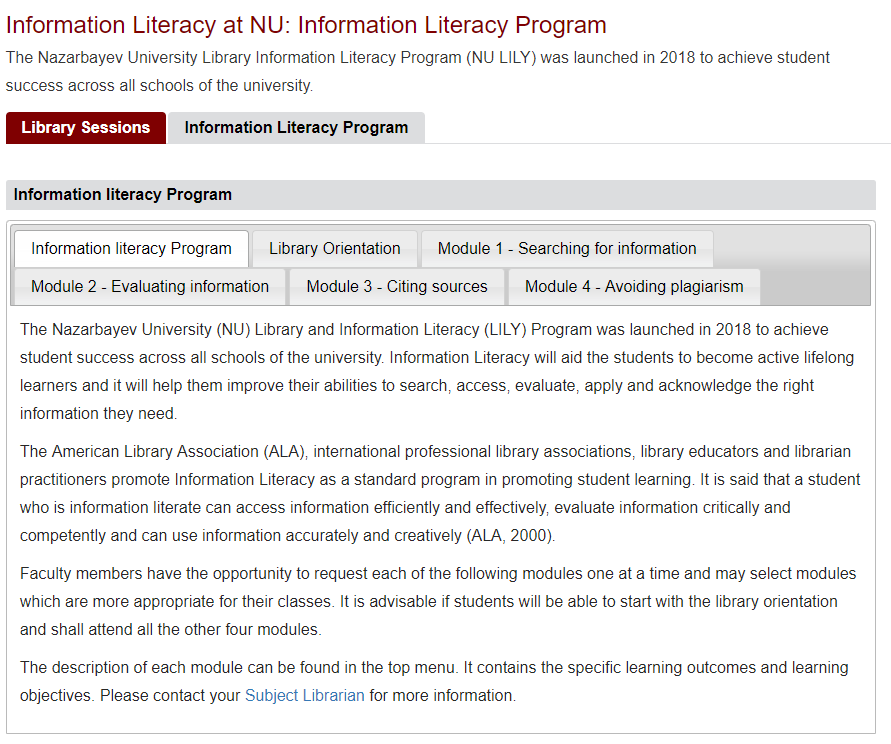 Information Literacy at NU: Information Literacy Program
The Nazarbayev University Library Information Literacy Program (NU LILY) was launched in 2018 to achieve student
success across all schools of the university.
Library Sessions
Information Literacy Program
Information literacy Program
Information literacy Program
Library Orientation
Module 1 - Searching for information
Module 2 - Evaluating information
Module 3 - Citing sources
Module 4 - Avoiding plagiarism
The Nazarbayev University (NU) Library and Information Literacy (LILY) Program was launched in 2018 to achieve
student success across all schools of the university. Information Literacy will aid the students to become active lifelong
learners and it will help them improve their abilities to search, access, evaluate, apply and acknowledge the right
information they need.
The American Library Association (ALA), international professional library associations, library educators and librarian
practitioners promote Information Literacy as a standard program in promoting student learning. It is said that a student
who is information literate can access information efficiently and effectively, evaluate information critically and
competently and can use information accurately and creatively (ALA, 2000).
Faculty members have the opportunity to request each of the following modules one at a time and may select modules
which are more appropriate for their classes. It is advisable if students will be able to start with the library orientation
and shall attend all the other four modules.
The description of each module can be found in the top menu. It contains the specific learning outcomes and learning
objectives. Please contact your Subject Librarian for more information.